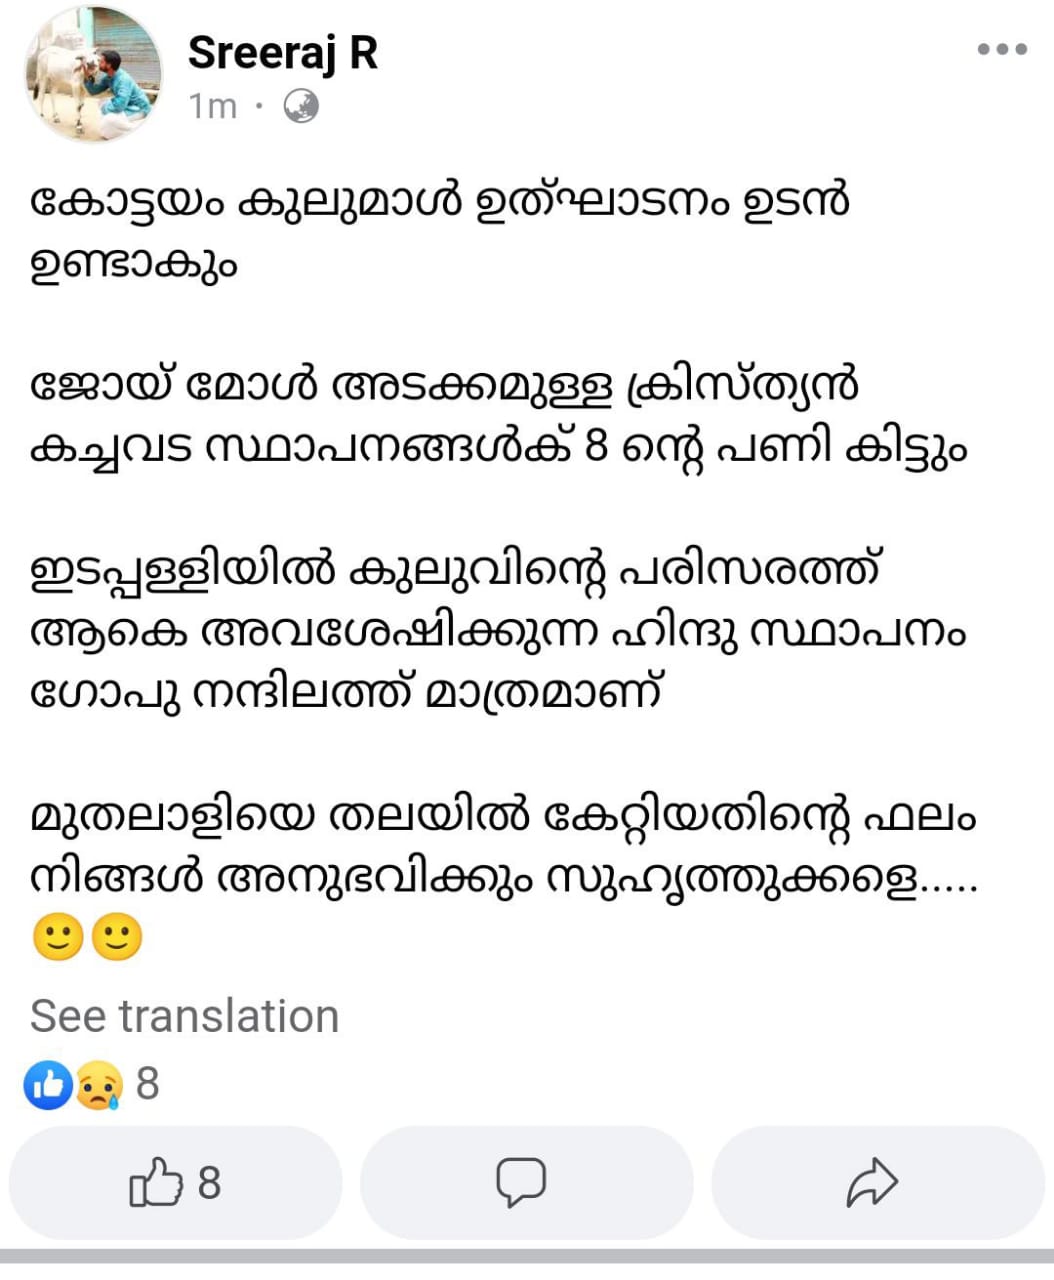 Sreeraj R
1m ·
കോട്ടയം കുലുമാൾ ഉത്ഘാടനം ഉടൻ
ഉണ്ടാകും
ജോയ് മോൾ അടക്കമുള്ള ക്രിസ്ത്യൻ
കച്ചവട സ്ഥാപനങ്ങൾക് 8 ന്റെ പണി കിട്ടും
ഇടപ്പള്ളിയിൽ കുലുവിന്റെ പരിസരത്ത്
ആകെ അവശേഷിക്കുന്ന ഹിന്ദു സ്ഥാപനം
ഗോപു നന്ദിലത്ത് മാത്രമാണ്
മുതലാളിയെ തലയിൽ കേറ്റിയതിന്റെ ഫലം
നിങ്ങൾ അനുഭവിക്കും സുഹൃത്തുക്കളെ.....
🙂🙂
See translation
8
8